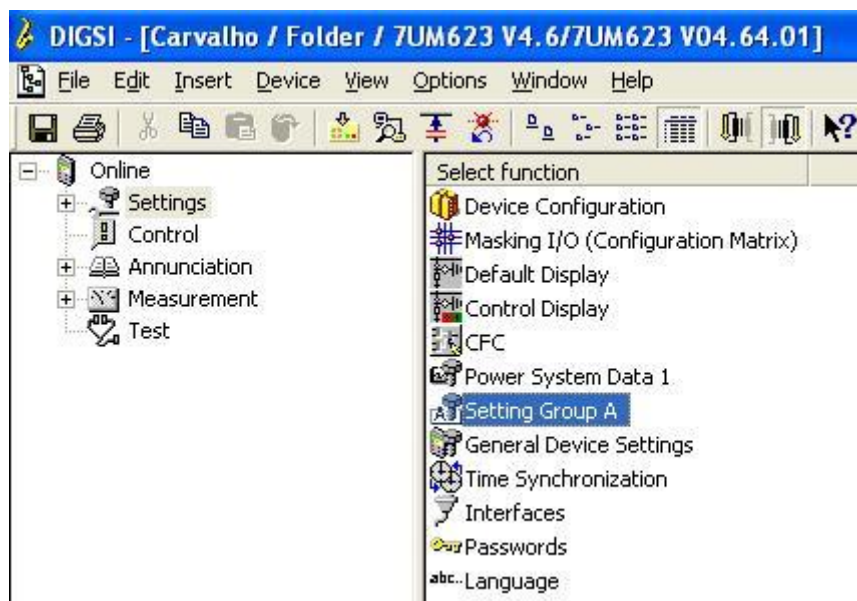 DIGSI - [Carvalho / Folder / 7UM623 V4.6/7UM623 V04.64.01]
File Edit Insert Device View Options Window Help
Online
Settings
Control
Annunciation
Measurement
Test
Select function
Device Configuration
Masking I/O (Configuration Matrix)
Default Display
Control Display
CFC
Power System Data 1
Setting Group A
General Device Settings
Time Synchronization
Interfaces
Passwords
abc.. Language